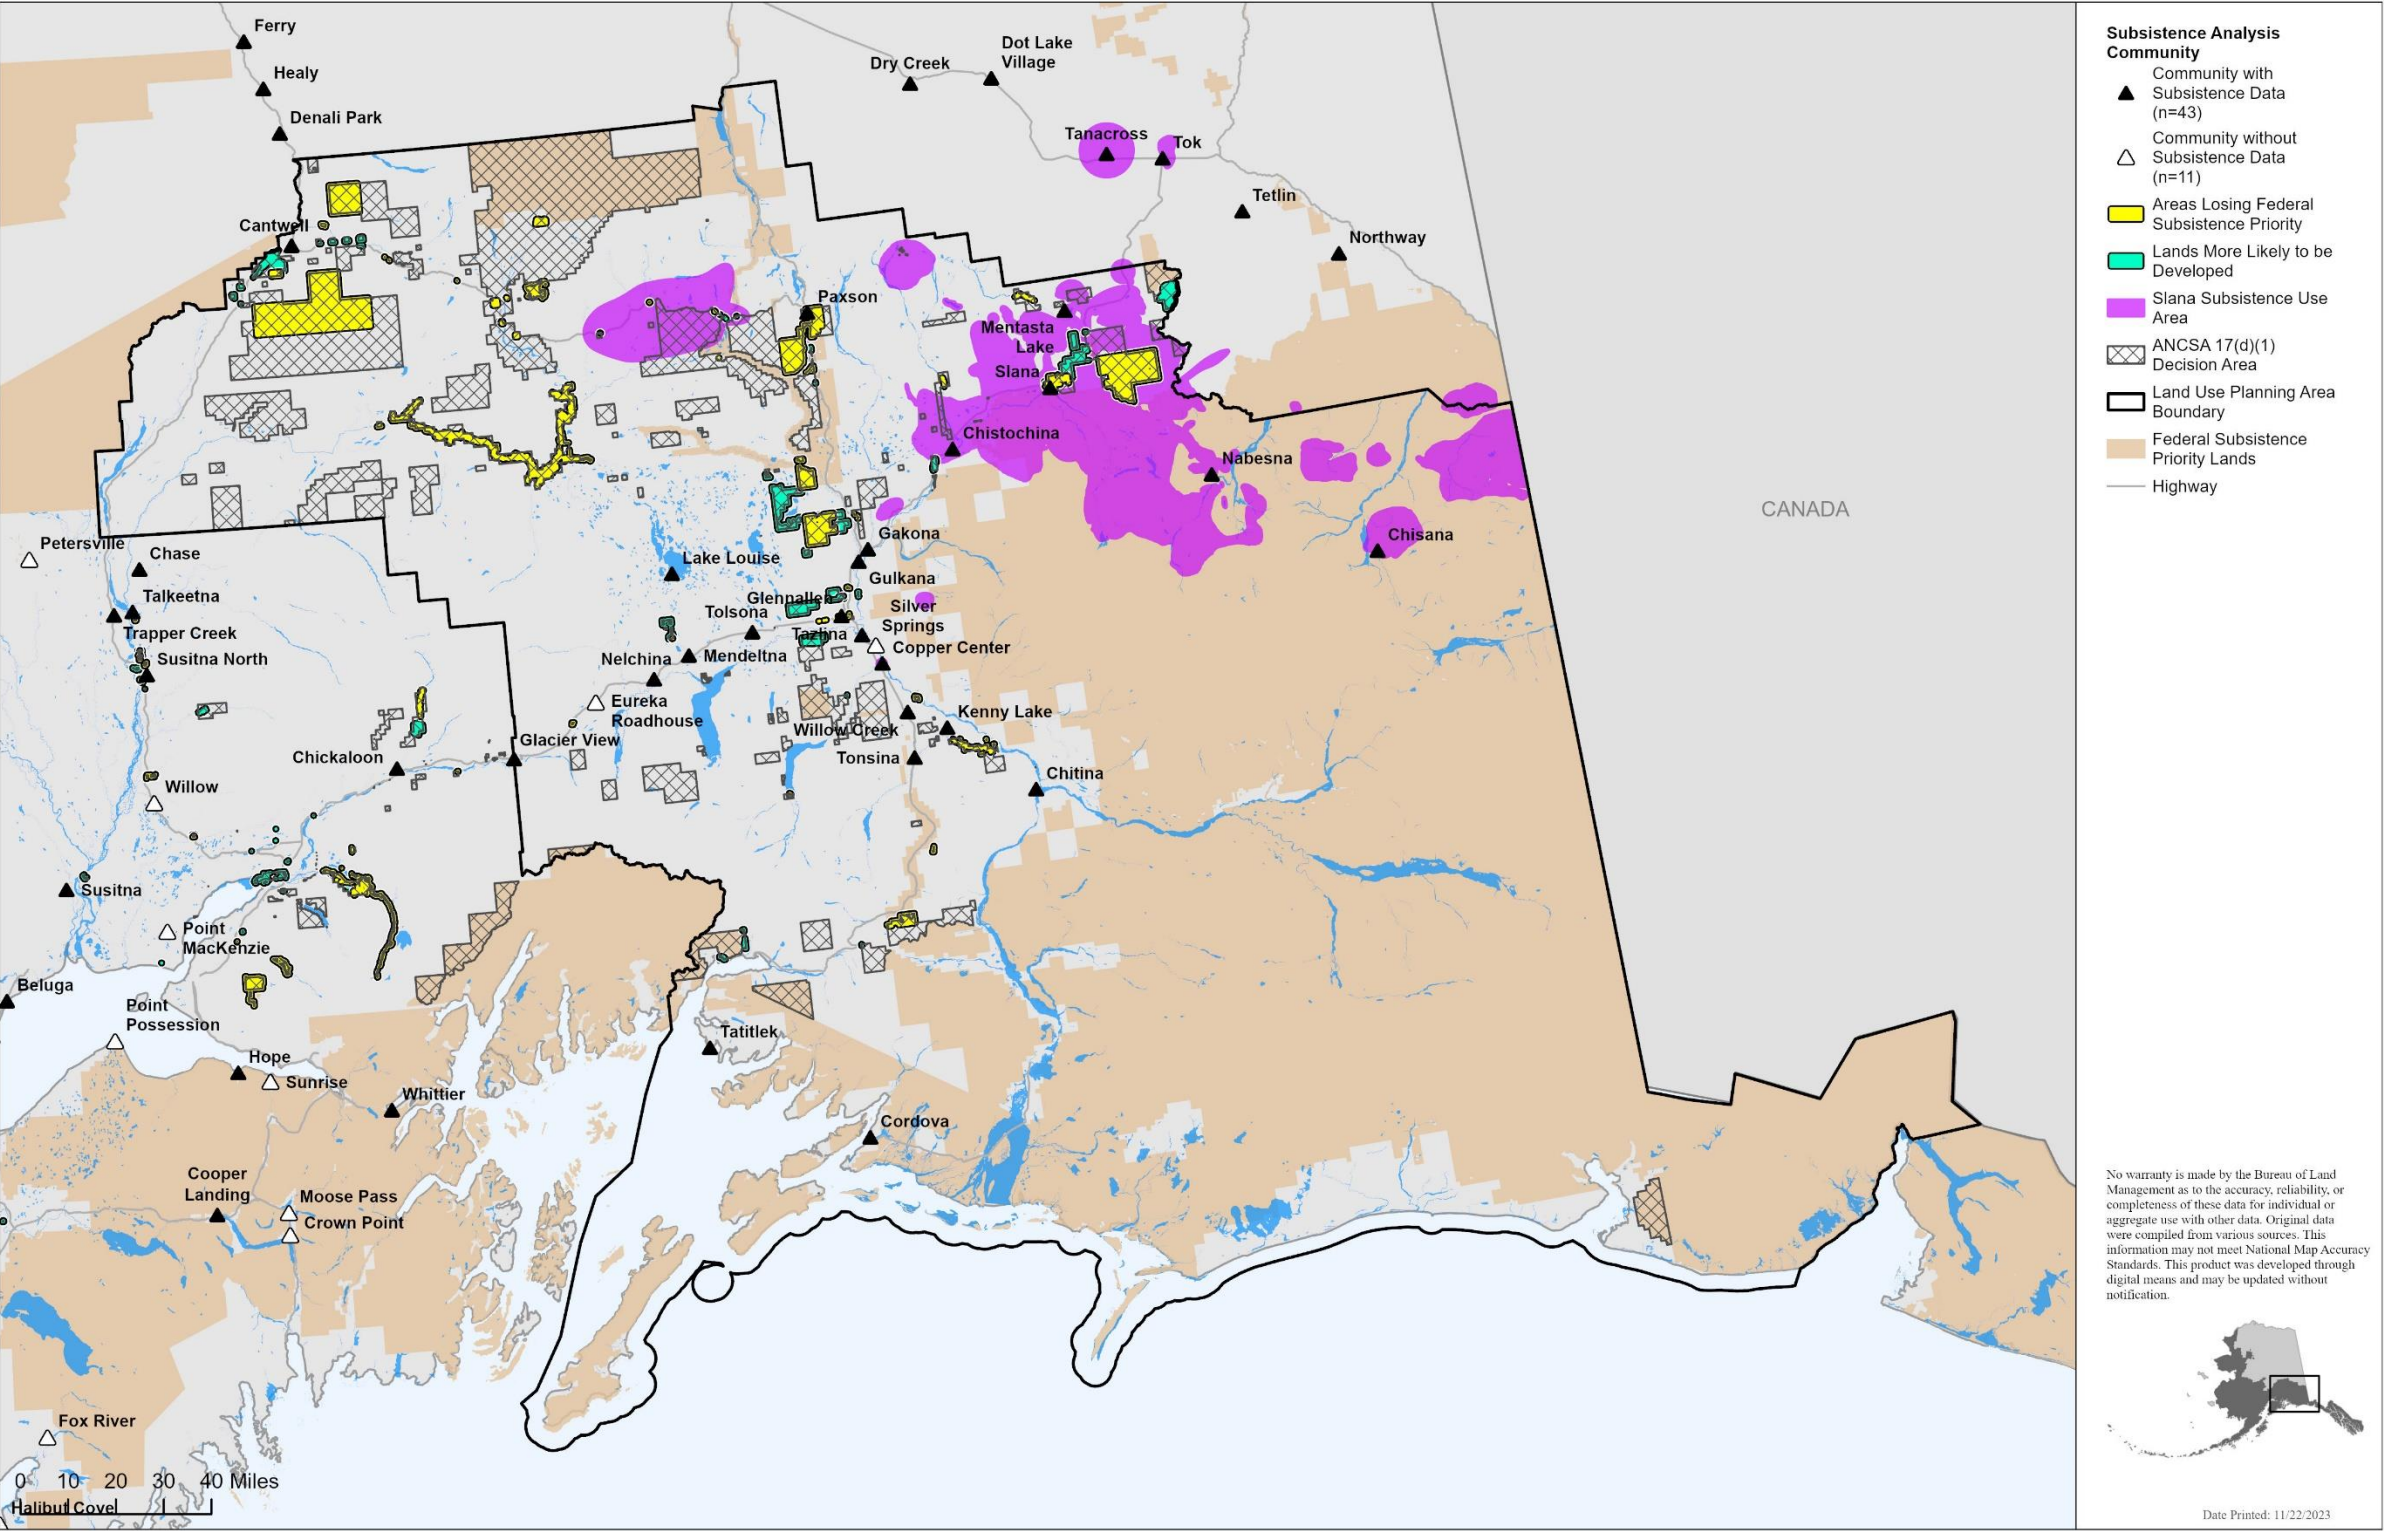 Ferry
Healy
Denali Park
Cantwell
Dry Creek
Dot Lake
Village
Tanacross
Tok
Tetlin
Northway
Paxson
Mentasta
Lake
Slana
Chistochina
Nabesna
Chisana
CANADA
Petersville
Chase
Talkeetna
Trapper Creek
Susitna North
Lake Louise
Gakona
Gulkana
Glennallen
Tolsona
Silver
Springs
Tazlina
Copper Center
Nelchina
Mendeltna
Eureka
Roadhouse
Willow Creek
Kenny Lake
Glacier View
Tonsina
Chickaloon
Chitina
Willow
Susitna
Point
MacKenzie
Beluga
Point
Possession
Hope
Sunrise
Whittier
Tatitlek
Cordova
Cooper
Landing
Moose Pass
Crown Point
Fox River
Halibut Cove
0 10 20 30 40 Miles
Subsistence Analysis
Community
Community with
Subsistence Data
(n=43)
Community without
Subsistence Data
(n=11)
Areas Losing Federal
Subsistence Priority
Lands More Likely to be
Developed
Slana Subsistence Use
Area
ANCSA 17(d)(1)
Decision Area
Land Use Planning Area
Boundary
Federal Subsistence
Priority Lands
Highway
No warranty is made by the Bureau of Land
Management as to the accuracy, reliability, or
completeness of these data for individual or
aggregate use with other data. Original data
were compiled from various sources. This
information may not meet National Map Accuracy
Standards. This product was developed through
digital means and may be updated without
notification.
Date Printed: 11/22/2023